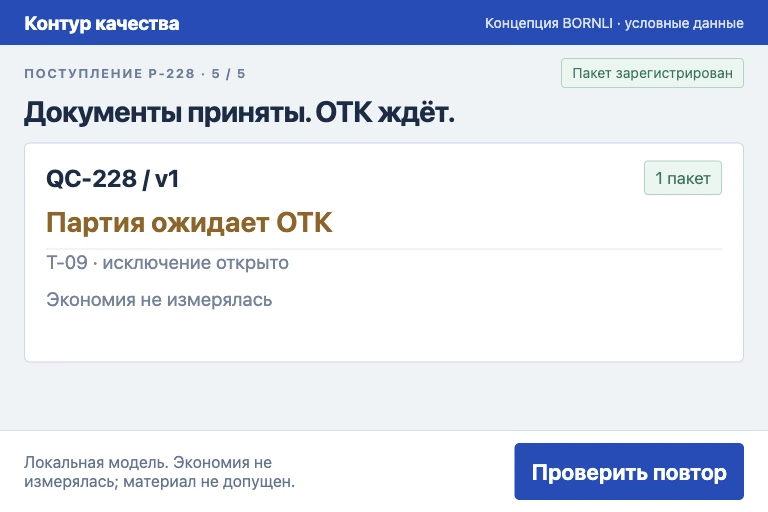 Контур качества
Концепция BORNLI · условные данные
ПОСТУПЛЕНИЕ P-228 · 5 / 5
Пакет зарегистрирован
Документы приняты. ОТК ждёт.
QC-228 / v1
1 пакет
Партия ожидает ОТК
T-09 · исключение открыто
Экономия не измерялась
Локальная модель. Экономия не
измерялась; материал не допущен.
Проверить повтор